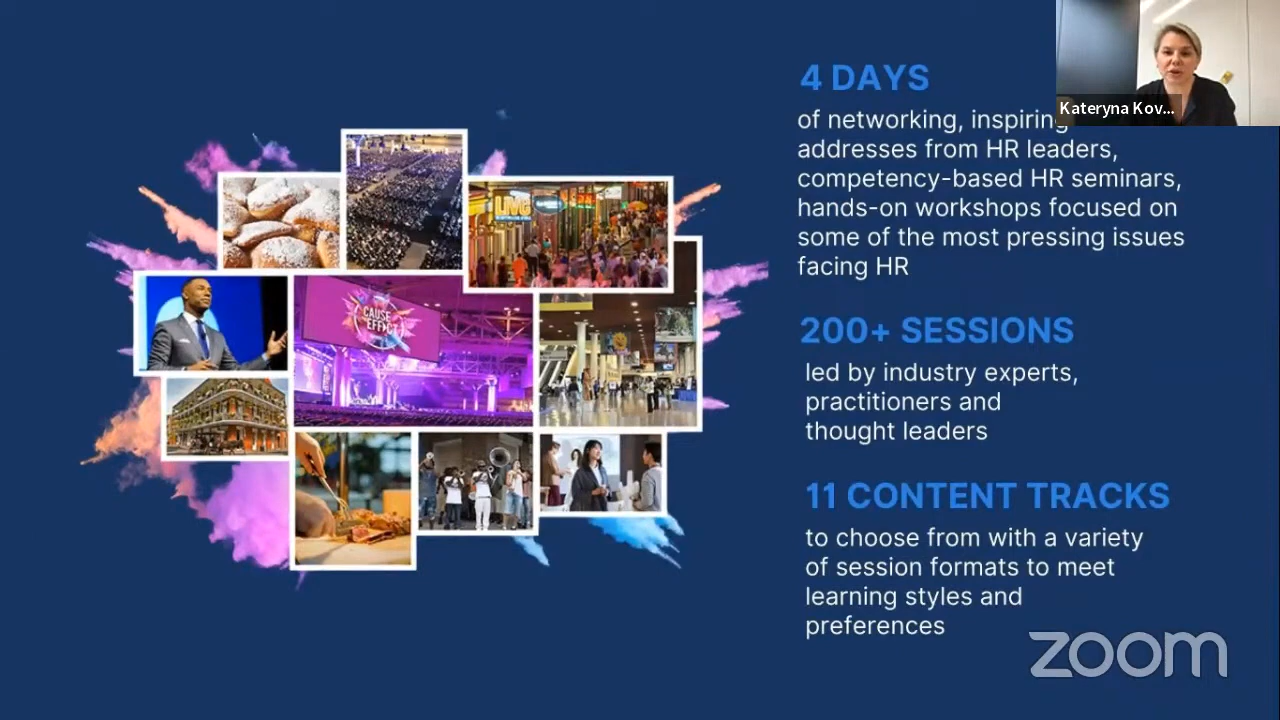 4 DAYS
of networking, inspiring
addresses from HR leaders,
competency-based HR seminars,
hands-on workshops focused on
some of the most pressing issues
facing HR
200+ SESSIONS
led by industry experts,
practitioners and
thought leaders
11 CONTENT TRACKS
to choose from with a variety
of session formats to meet
learning styles and
preferences
Kateryna Kov...
LIVE
CAUSE
EFFECT
zoom